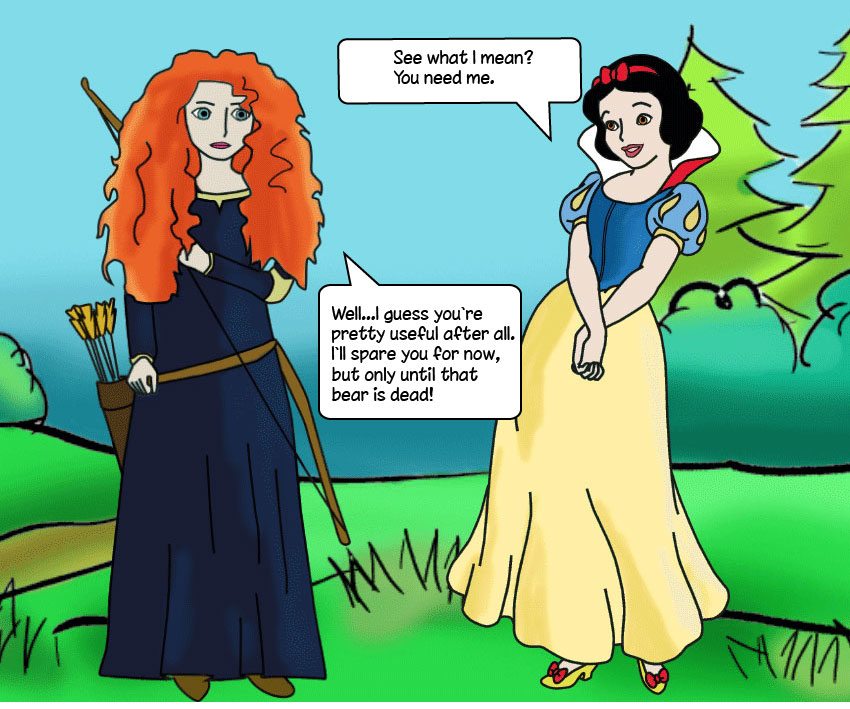 See what I mean?
You need me.
Well...I guess you`re
pretty useful after all.
I`ll spare you for now,
but only until that
bear is dead!